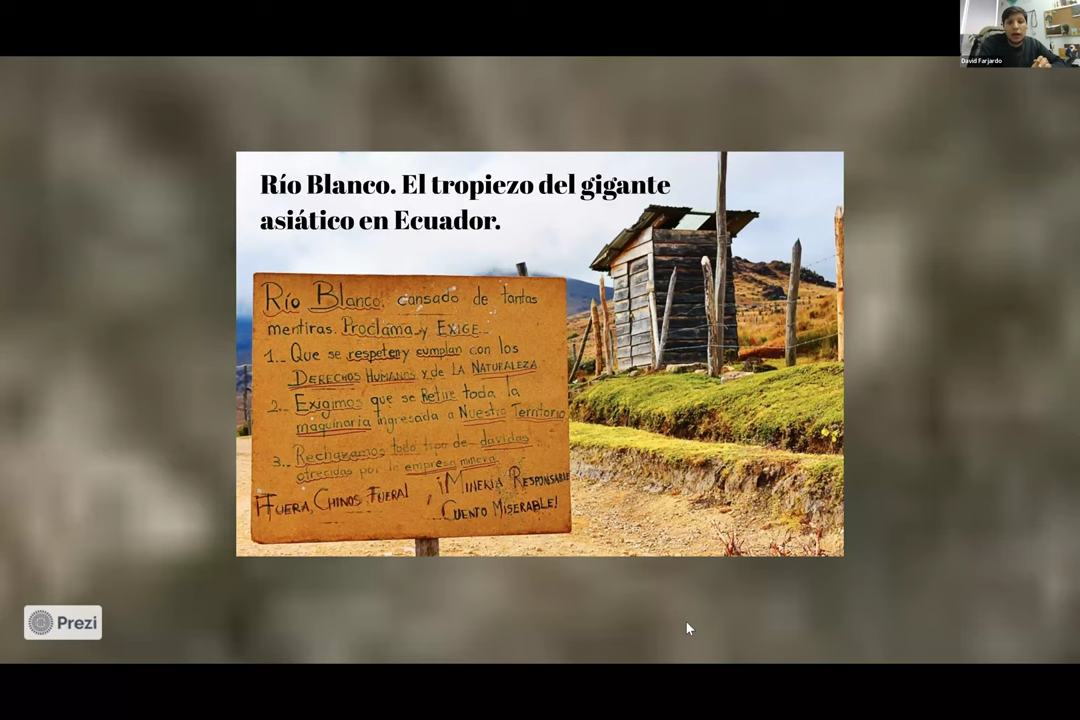 David Farjardo
Río Blanco. El tropiezo del gigante
asiático en Ecuador.
Río Blanco, cansado de tantas
mentiras. Proclama y EXIGE...
1.. Que se respeten y cumplan con los
DERECHOS HUMANOS y de LA NATURALEZA
2.. Exigimos que se Retire toda la
maquinaria ingresada a Nuestro Territorio
3.. Rechazamos todo tipo de davidas
ofrecidas por la empresa minera.
FUERA, CHINOS FUERA!
¡MINERÍA RESPONSABLE
CUENTO MISERABLE!
Prezi